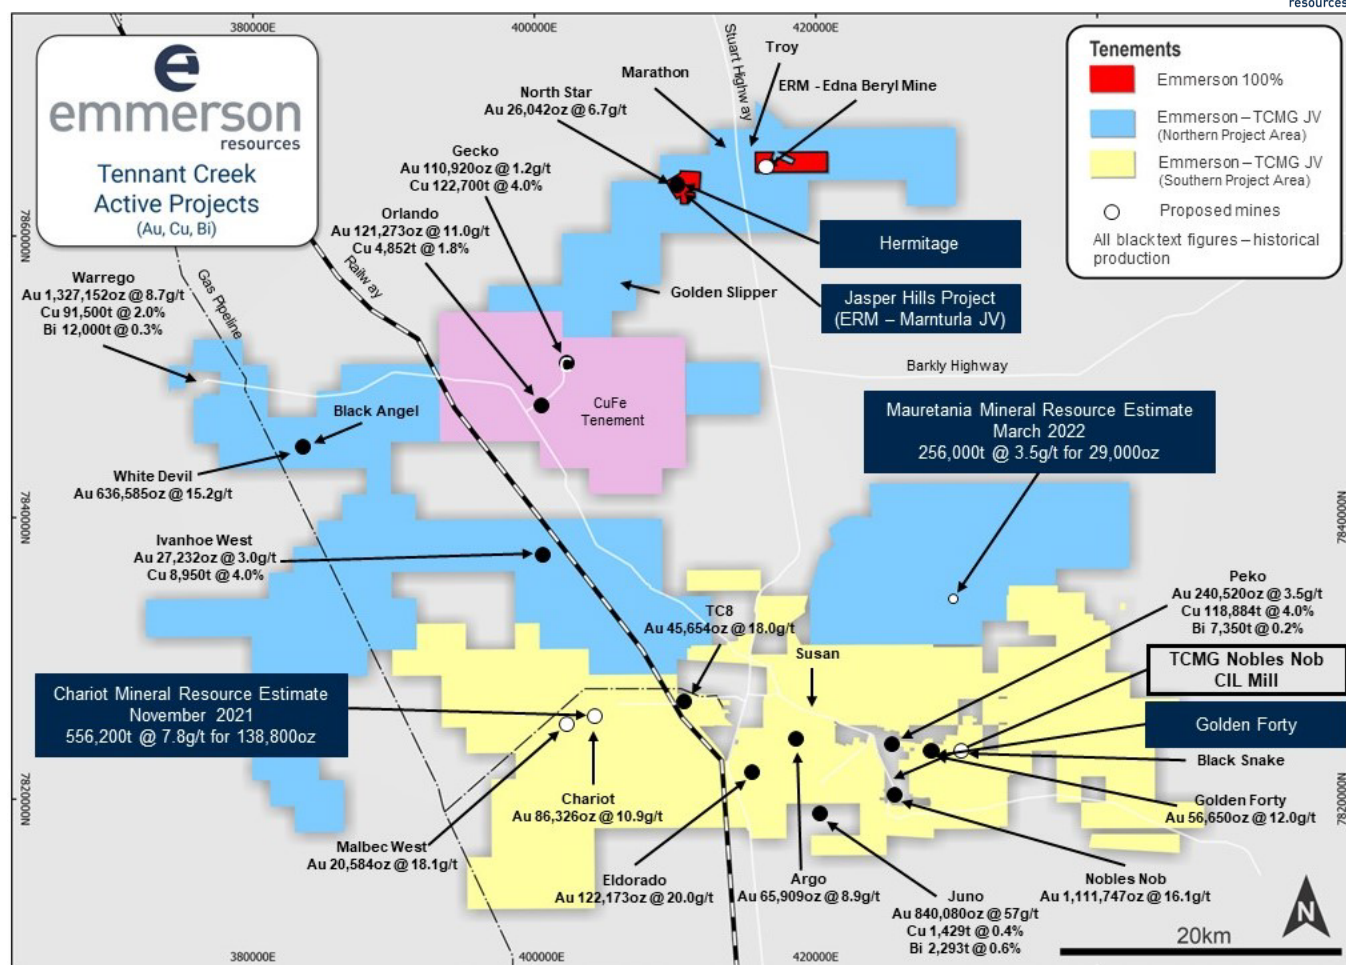 resources
380000E
400000E
420000E
emmerson
resources
Tennant Creek
Active Projects
(Au, Cu, Bi)
Tenements
Emmerson 100%
Emmerson – TCMG JV
(Northern Project Area)
Emmerson – TCMG JV
(Southern Project Area)
Proposed mines
All black text figures – historical
production
Stuart Highway
Troy
Marathon
ERM - Edna Beryl Mine
North Star
Au 26,042oz @ 6.7g/t
Gecko
Au 110,920oz @ 1.2g/t
Cu 122,700t @ 4.0%
Orlando
Au 121,273oz @ 11.0g/t
Cu 4,852t @ 1.8%
7860000N
Hermitage
Railway
Gas Pipeline
Warrego
Au 1,327,152oz @ 8.7g/t
Cu 91,500t @ 2.0%
Bi 12,000t @ 0.3%
Golden Slipper
Jasper Hills Project
(ERM – Marnturla JV)
Barkly Highway
CuFe
Tenement
Black Angel
Mauretania Mineral Resource Estimate
March 2022
256,000t @ 3.5g/t for 29,000oz
White Devil
Au 636,585oz @ 15.2g/t
7840000N
7840000N
Ivanhoe West
Au 27,232oz @ 3.0g/t
Cu 8,950t @ 4.0%
Peko
Au 240,520oz @ 3.5g/t
Cu 118,884t @ 4.0%
Bi 7,350t @ 0.2%
TC8
Au 45,654oz @ 18.0g/t
Susan
TCMG Nobles Nob
CIL Mill
Chariot Mineral Resource Estimate
November 2021
556,200t @ 7.8g/t for 138,800oz
Golden Forty
Black Snake
Chariot
Au 86,326oz @ 10.9g/t
Golden Forty
Au 56,650oz @ 12.0g/t
7820000N
7820000N
Malbec West
Au 20,584oz @ 18.1g/t
Eldorado
Au 122,173oz @ 20.0g/t
Argo
Au 65,909oz @ 8.9g/t
Juno
Au 840,080oz @ 57g/t
Cu 1,429t @ 0.4%
Bi 2,293t @ 0.6%
Nobles Nob
Au 1,111,747oz @ 16.1g/t
N
20km
380000E
400000E
420000E